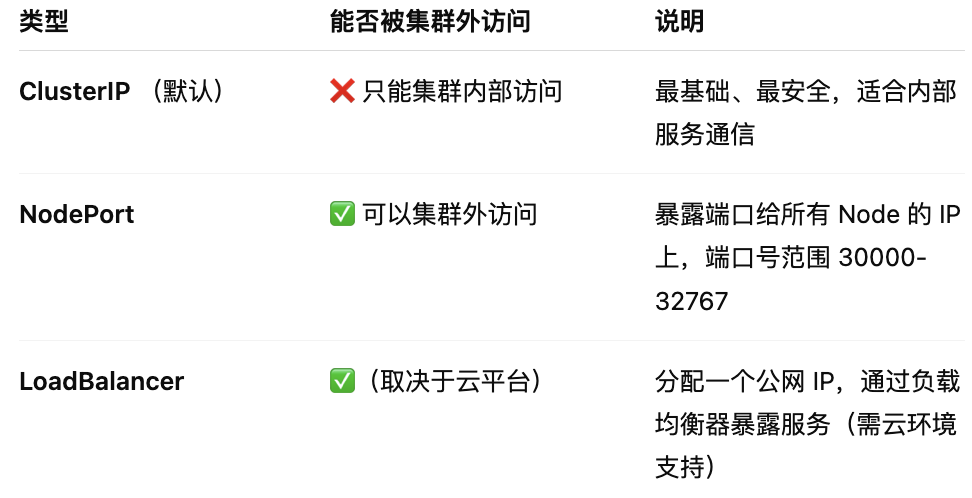 类型 能否被集群外访问 说明
ClusterIP （默认） ❌ 只能集群内部访问 最基础、最安全，适合内部
服务通信
NodePort ✅ 可以集群外访问 暴露端口给所有 Node 的 IP
上，端口号范围 30000-
32767
LoadBalancer ✅（取决于云平台） 分配一个公网 IP，通过负载
均衡器暴露服务（需云环境
支持）